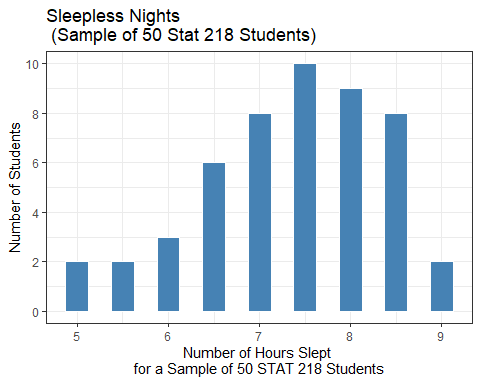 Sleepless Nights
(Sample of 50 Stat 218 Students)
10
8
6
4
2
0
Number of Students
5 6 7 8 9
Number of Hours Slept
for a Sample of 50 STAT 218 Students